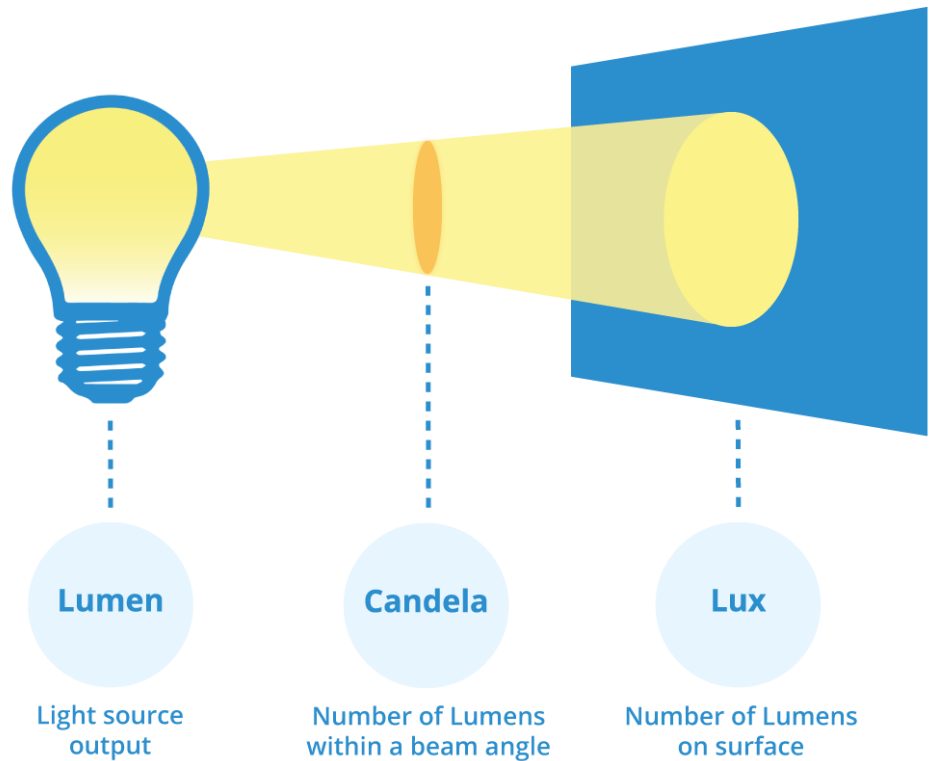 Lumen
Light source
output
Candela
Number of Lumens
within a beam angle
Lux
Number of Lumens
on surface